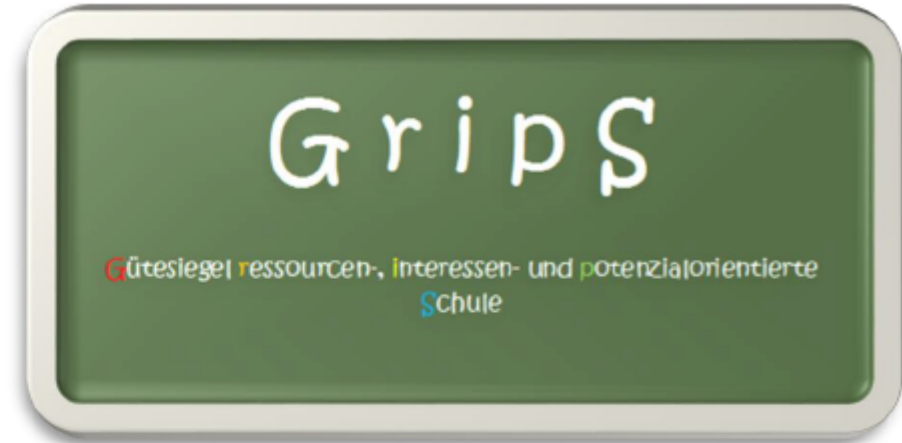 GripS
Gütesiegel ressourcen-, interessen- und potenzialorientierte
Schule